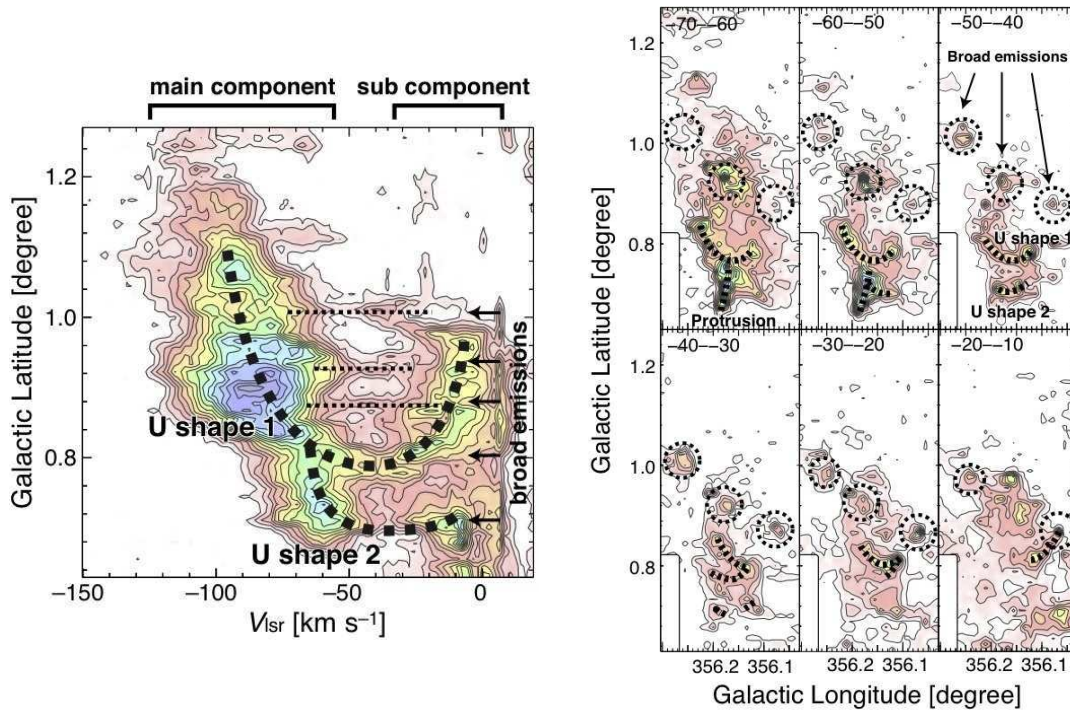 main component sub component
1.2
1.0
0.8
−150 −100 −50 0
Vlsr [km s−1]
Galactic Latitude [degree]
U shape 1
U shape 2
broad emissions
−70−−60 −60−−50 −50−−40
Broad emissions
1.2
1.0
0.8
Galactic Latitude [degree]
U shape 1
U shape 2
Protrusion
−40−−30 −30−−20 −20−−10
1.2
1.0
0.8
Galactic Latitude [degree]
356.2 356.1 356.2 356.1 356.2 356.1
Galactic Longitude [degree]